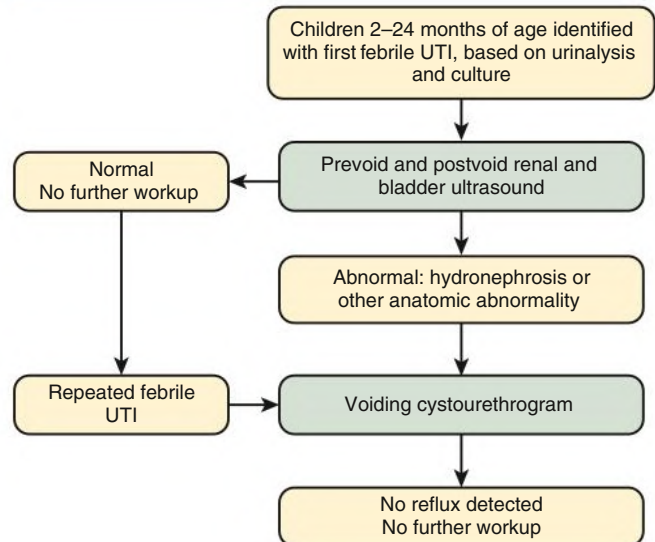 Children 2–24 months of age identified
with first febrile UTI, based on urinalysis
and culture
Normal
No further workup
Prevoid and postvoid renal and
bladder ultrasound
Abnormal: hydronephrosis or
other anatomic abnormality
Repeated febrile
UTI
Voiding cystourethrogram
No reflux detected
No further workup